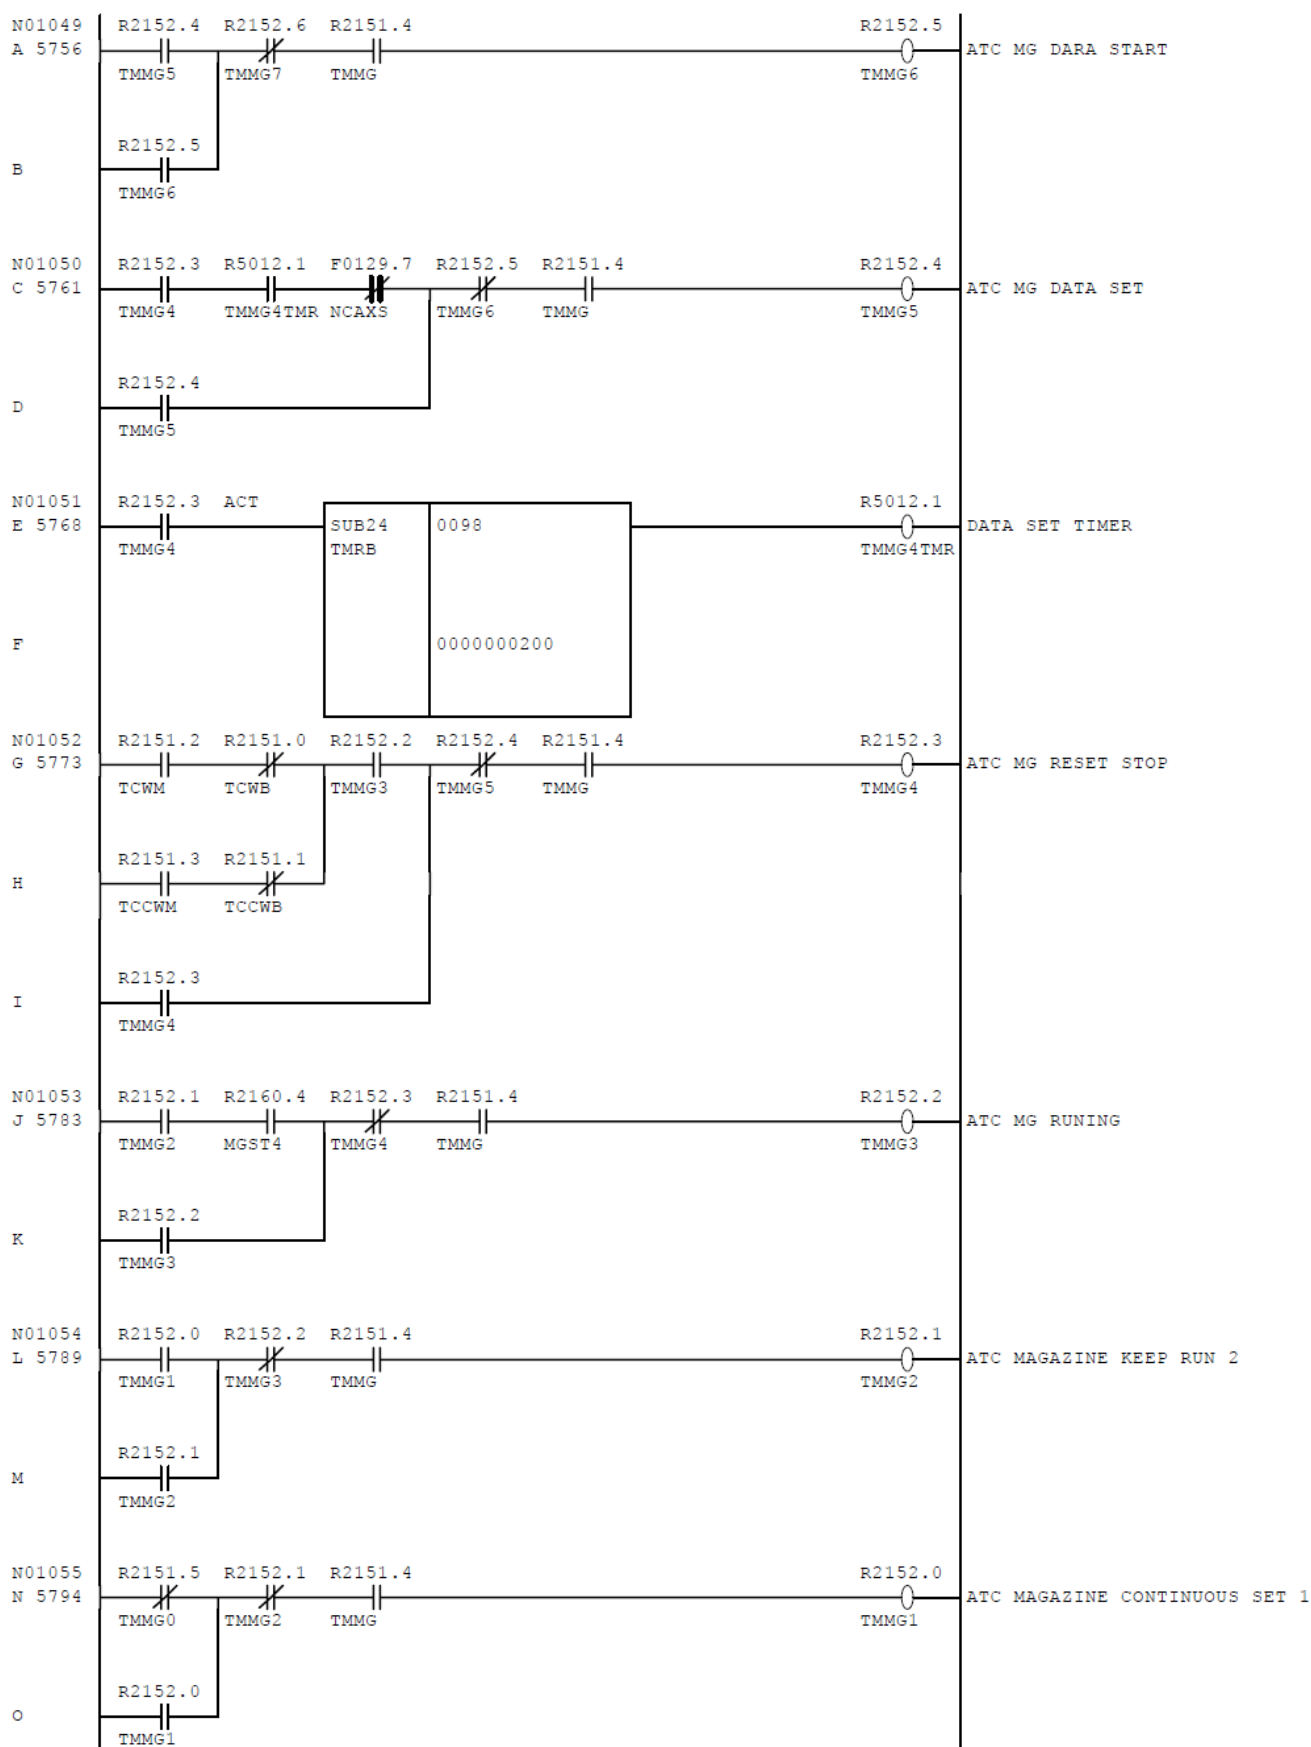 N01049 R2152.4 R2152.6 R2151.4 R2152.5
A 5756 ATC MG DARA START
TMMG5 TMMG7 TMMG TMMG6
R2152.5
B
TMMG6
N01050 R2152.3 R5012.1 F0129.7 R2152.5 R2151.4 R2152.4
C 5761 ATC MG DATA SET
TMMG4 TMMG4TMR NCAXS TMMG6 TMMG TMMG5
R2152.4
D
TMMG5
N01051 R2152.3 ACT R5012.1
E 5768 SUB24 0098 DATA SET TIMER
TMMG4 TMRB TMMG4TMR
F 0000000200
N01052 R2151.2 R2151.0 R2152.2 R2152.4 R2151.4 R2152.3
G 5773 ATC MG RESET STOP
TCWM TCWB TMMG3 TMMG5 TMMG TMMG4
R2151.3 R2151.1
H
TCCWM TCCWB
R2152.3
I
TMMG4
N01053 R2152.1 R2160.4 R2152.3 R2151.4 R2152.2
J 5783 ATC MG RUNING
TMMG2 MGST4 TMMG4 TMMG TMMG3
R2152.2
K
TMMG3
N01054 R2152.0 R2152.2 R2151.4 R2152.1
L 5789 ATC MAGAZINE KEEP RUN 2
TMMG1 TMMG3 TMMG TMMG2
R2152.1
M
TMMG2
N01055 R2151.5 R2152.1 R2151.4 R2152.0
N 5794 ATC MAGAZINE CONTINUOUS SET 1
TMMG0 TMMG2 TMMG TMMG1
R2152.0
O
TMMG1